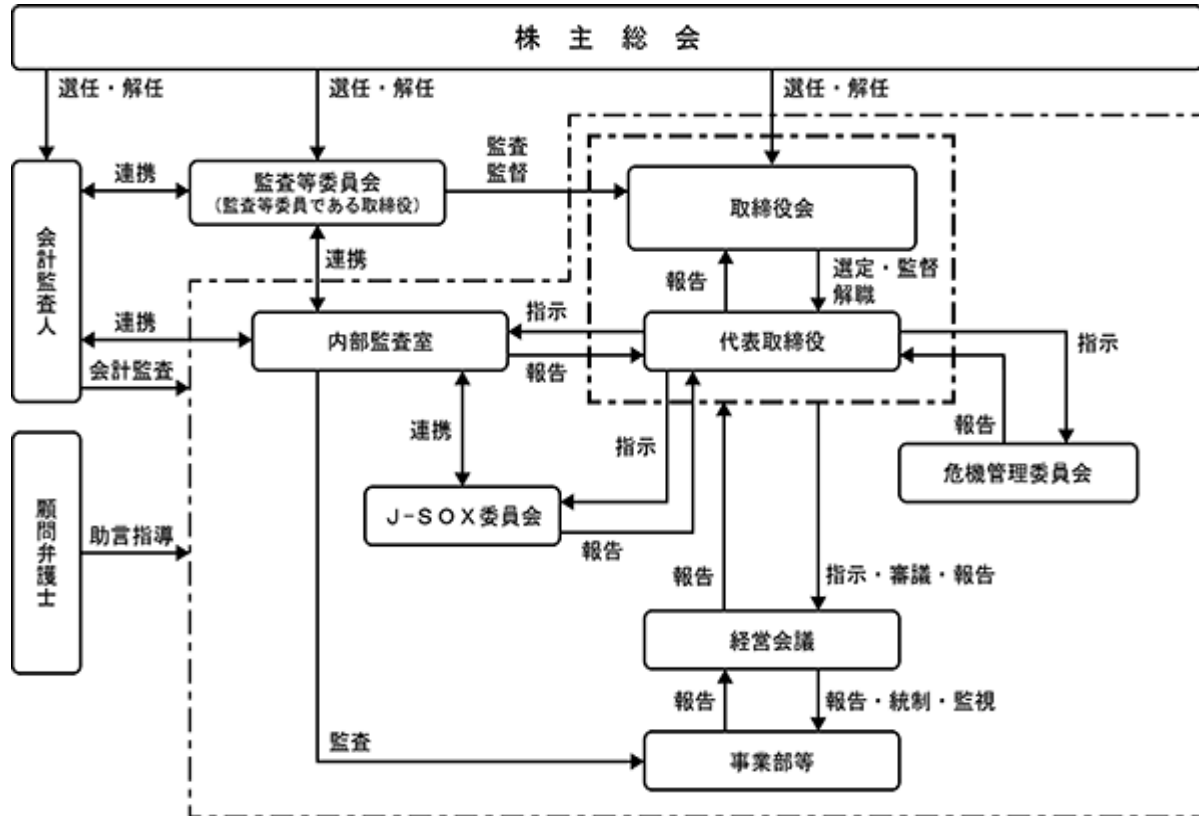 株主総会
選任・解任
選任・解任
選任・解任
監査
監督
連携
監査等委員会
(監査等委員である取締役)
取締役会
会計監査人
連携
報告
選定・監督
解職
連携
内部監査室
指示
報告
代表取締役
指示
会計監査
連携
指示
報告
危機管理委員会
顧問弁護士
助言指導
J-SOX委員会
報告
報告
指示・審議・報告
経営会議
報告
報告・統制・監視
監査
事業部等